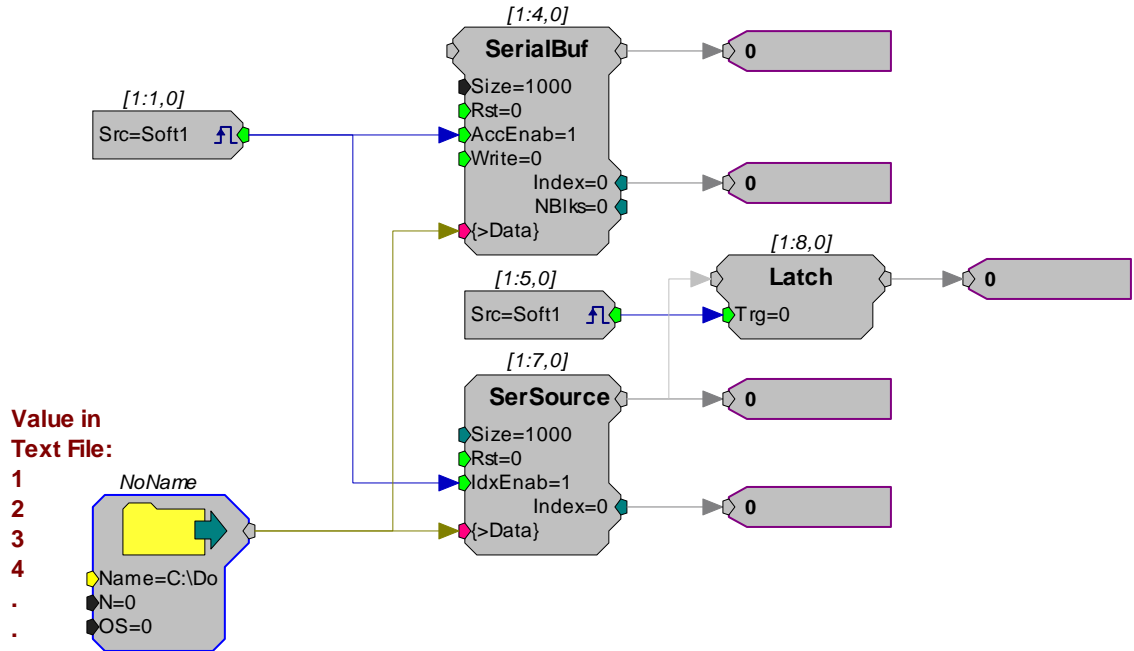 [1:4,0]
SerialBuf
Size=1000
Rst=0
AccEnab=1
Write=0
Index=0
NBlks=0
{>Data}
0
0
[1:1,0]
Src=Soft1
[1:5,0]
Src=Soft1
[1:8,0]
Latch
Trg=0
0
[1:7,0]
SerSource
Size=1000
Rst=0
IdxEnab=1
Index=0
{>Data}
0
0
Value in
Text File:
1
2
3
4
.
.
NoName
Name=C:\Do
N=0
OS=0